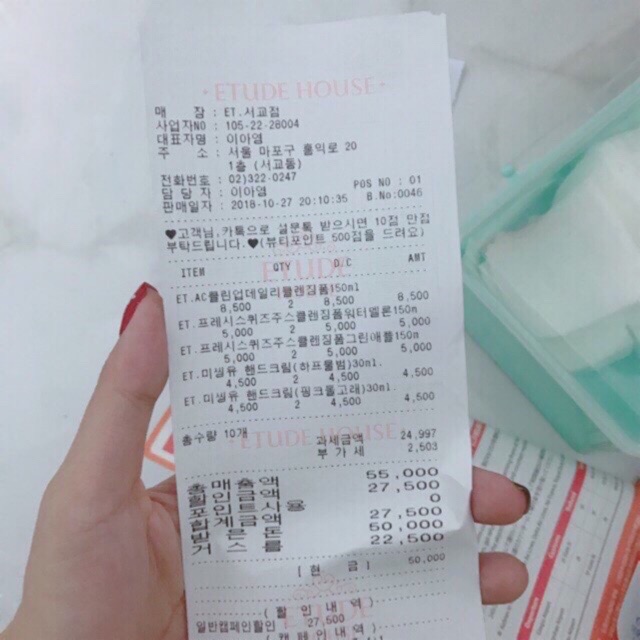 ETUDE HOUSE
매 장 : ET.서교점
사업자NO : 105-22-28004
대표자명 : 이아영
주 소 : 서울 마포구 홍익로 20
1층 (서교동)
전화번호 : 02)322-0247
담 당 자 : 이아영 POS NO : 01
판매일자 : 2018-10-27 20:10:35 B.No:0046
♥고객님, 카톡으로 설문톡 받으시면 10점 만점
부탁드립니다.♥(뷰티포인트 500점을 드려요)
ETUDE
ITEM QTY D.C AMT
ET.AC클린업데일리클렌징폼150ml
8,500 2 8,500 8,500
ET.프레시스퀴즈주스클렌징폼워터멜론150m
5,000 2 5,000 5,000
ET.프레시스퀴즈주스클렌징폼그린애플150m
5,000 2 5,000 5,000
ET.미씽유 핸드크림(하프물범)30ml.
4,500 2 4,500 4,500
ET.미씽유 핸드크림(핑크돌고래)30ml.
4,500 2 4,500 4,500
ETUDE HOUSE
총수량 10개 과세금액 24,997
부 가 세 2,503
총 매 출 액 55,000
할 인 금 액 27,500
포 인 트 사 용 0
합 계 금 액 27,500
받 은 돈 50,000
거 스 름 22,500
[ 현 금 ] 50,000
( 할 인 내 역 )
일반캠페인할인 27,500
( 캠 페 인 내 역 )